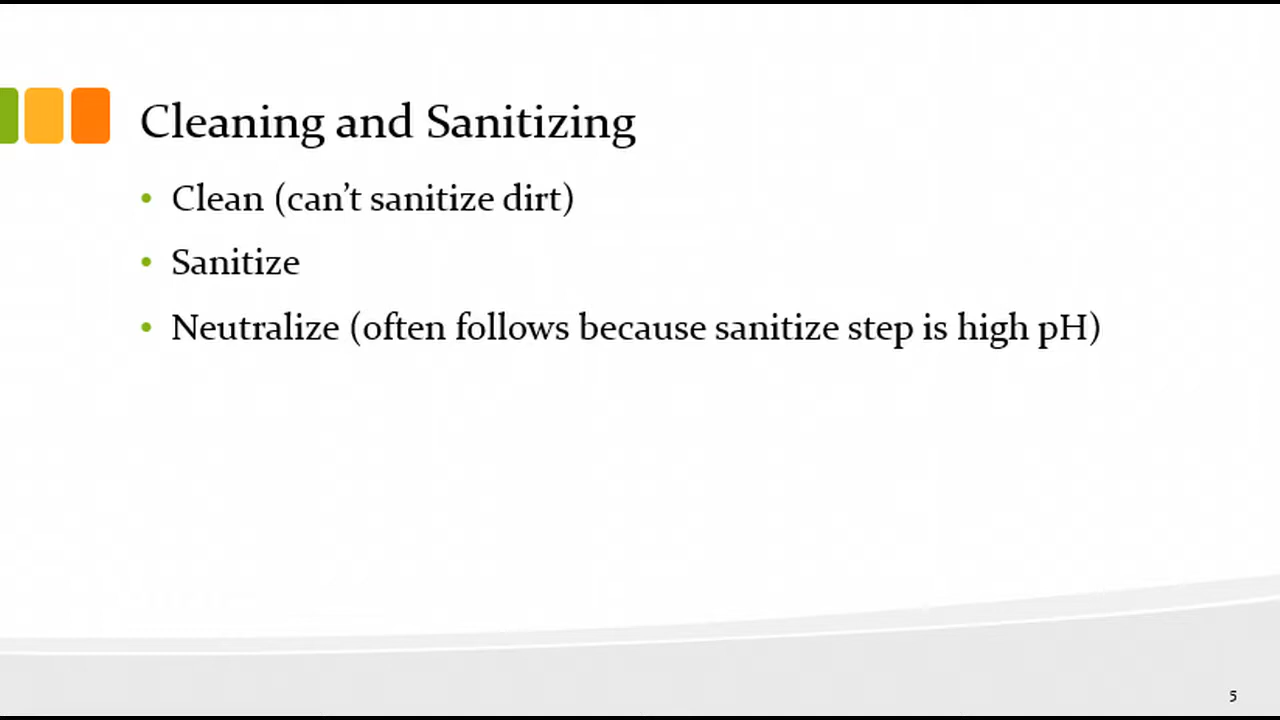 Cleaning and Sanitizing
• Clean (can’t sanitize dirt)
• Sanitize
• Neutralize (often follows because sanitize step is high pH)
5